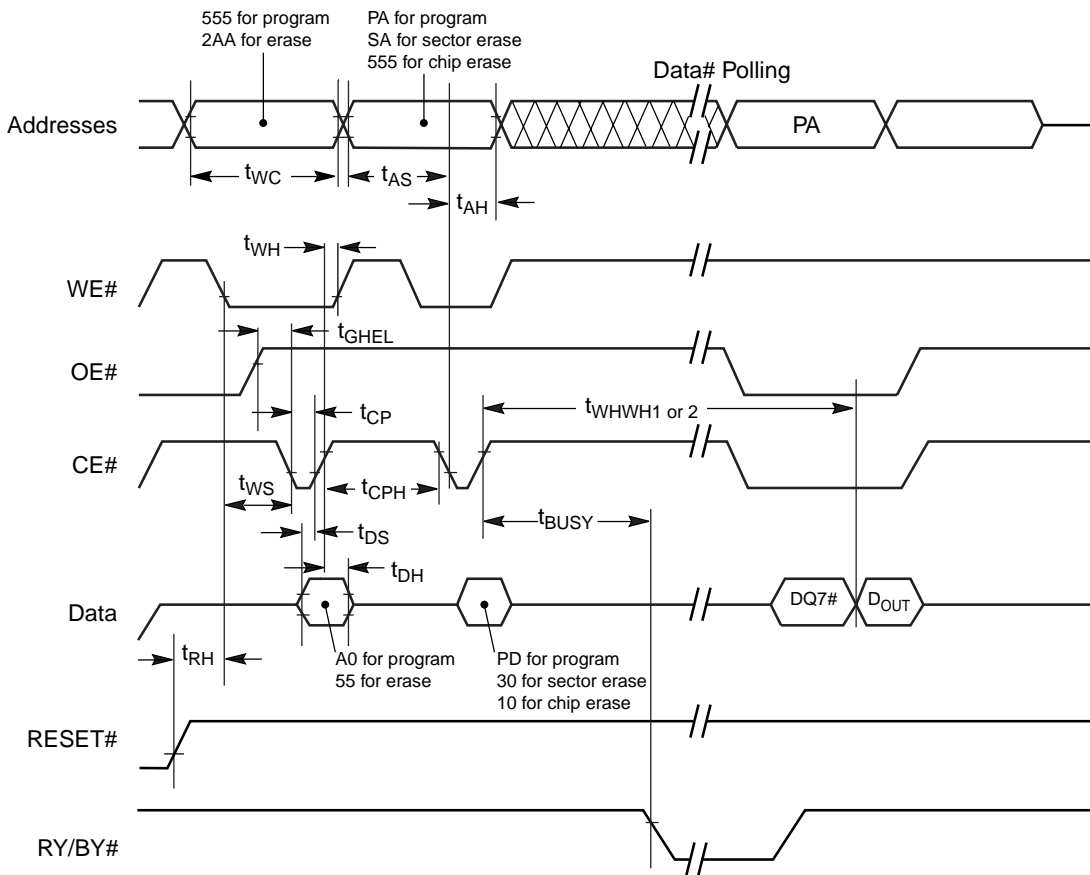 555 for program
2AA for erase
PA for program
SA for sector erase
555 for chip erase
Data# Polling
Addresses
PA
tWC
tAS
tAH
tWH
WE#
tGHEL
OE#
tWHWH1 or 2
tCP
CE#
tWS
tCPH
tBUSY
tDS
tDH
Data
DQ7#
DOUT
tRH
A0 for program
55 for erase
PD for program
30 for sector erase
10 for chip erase
RESET#
RY/BY#